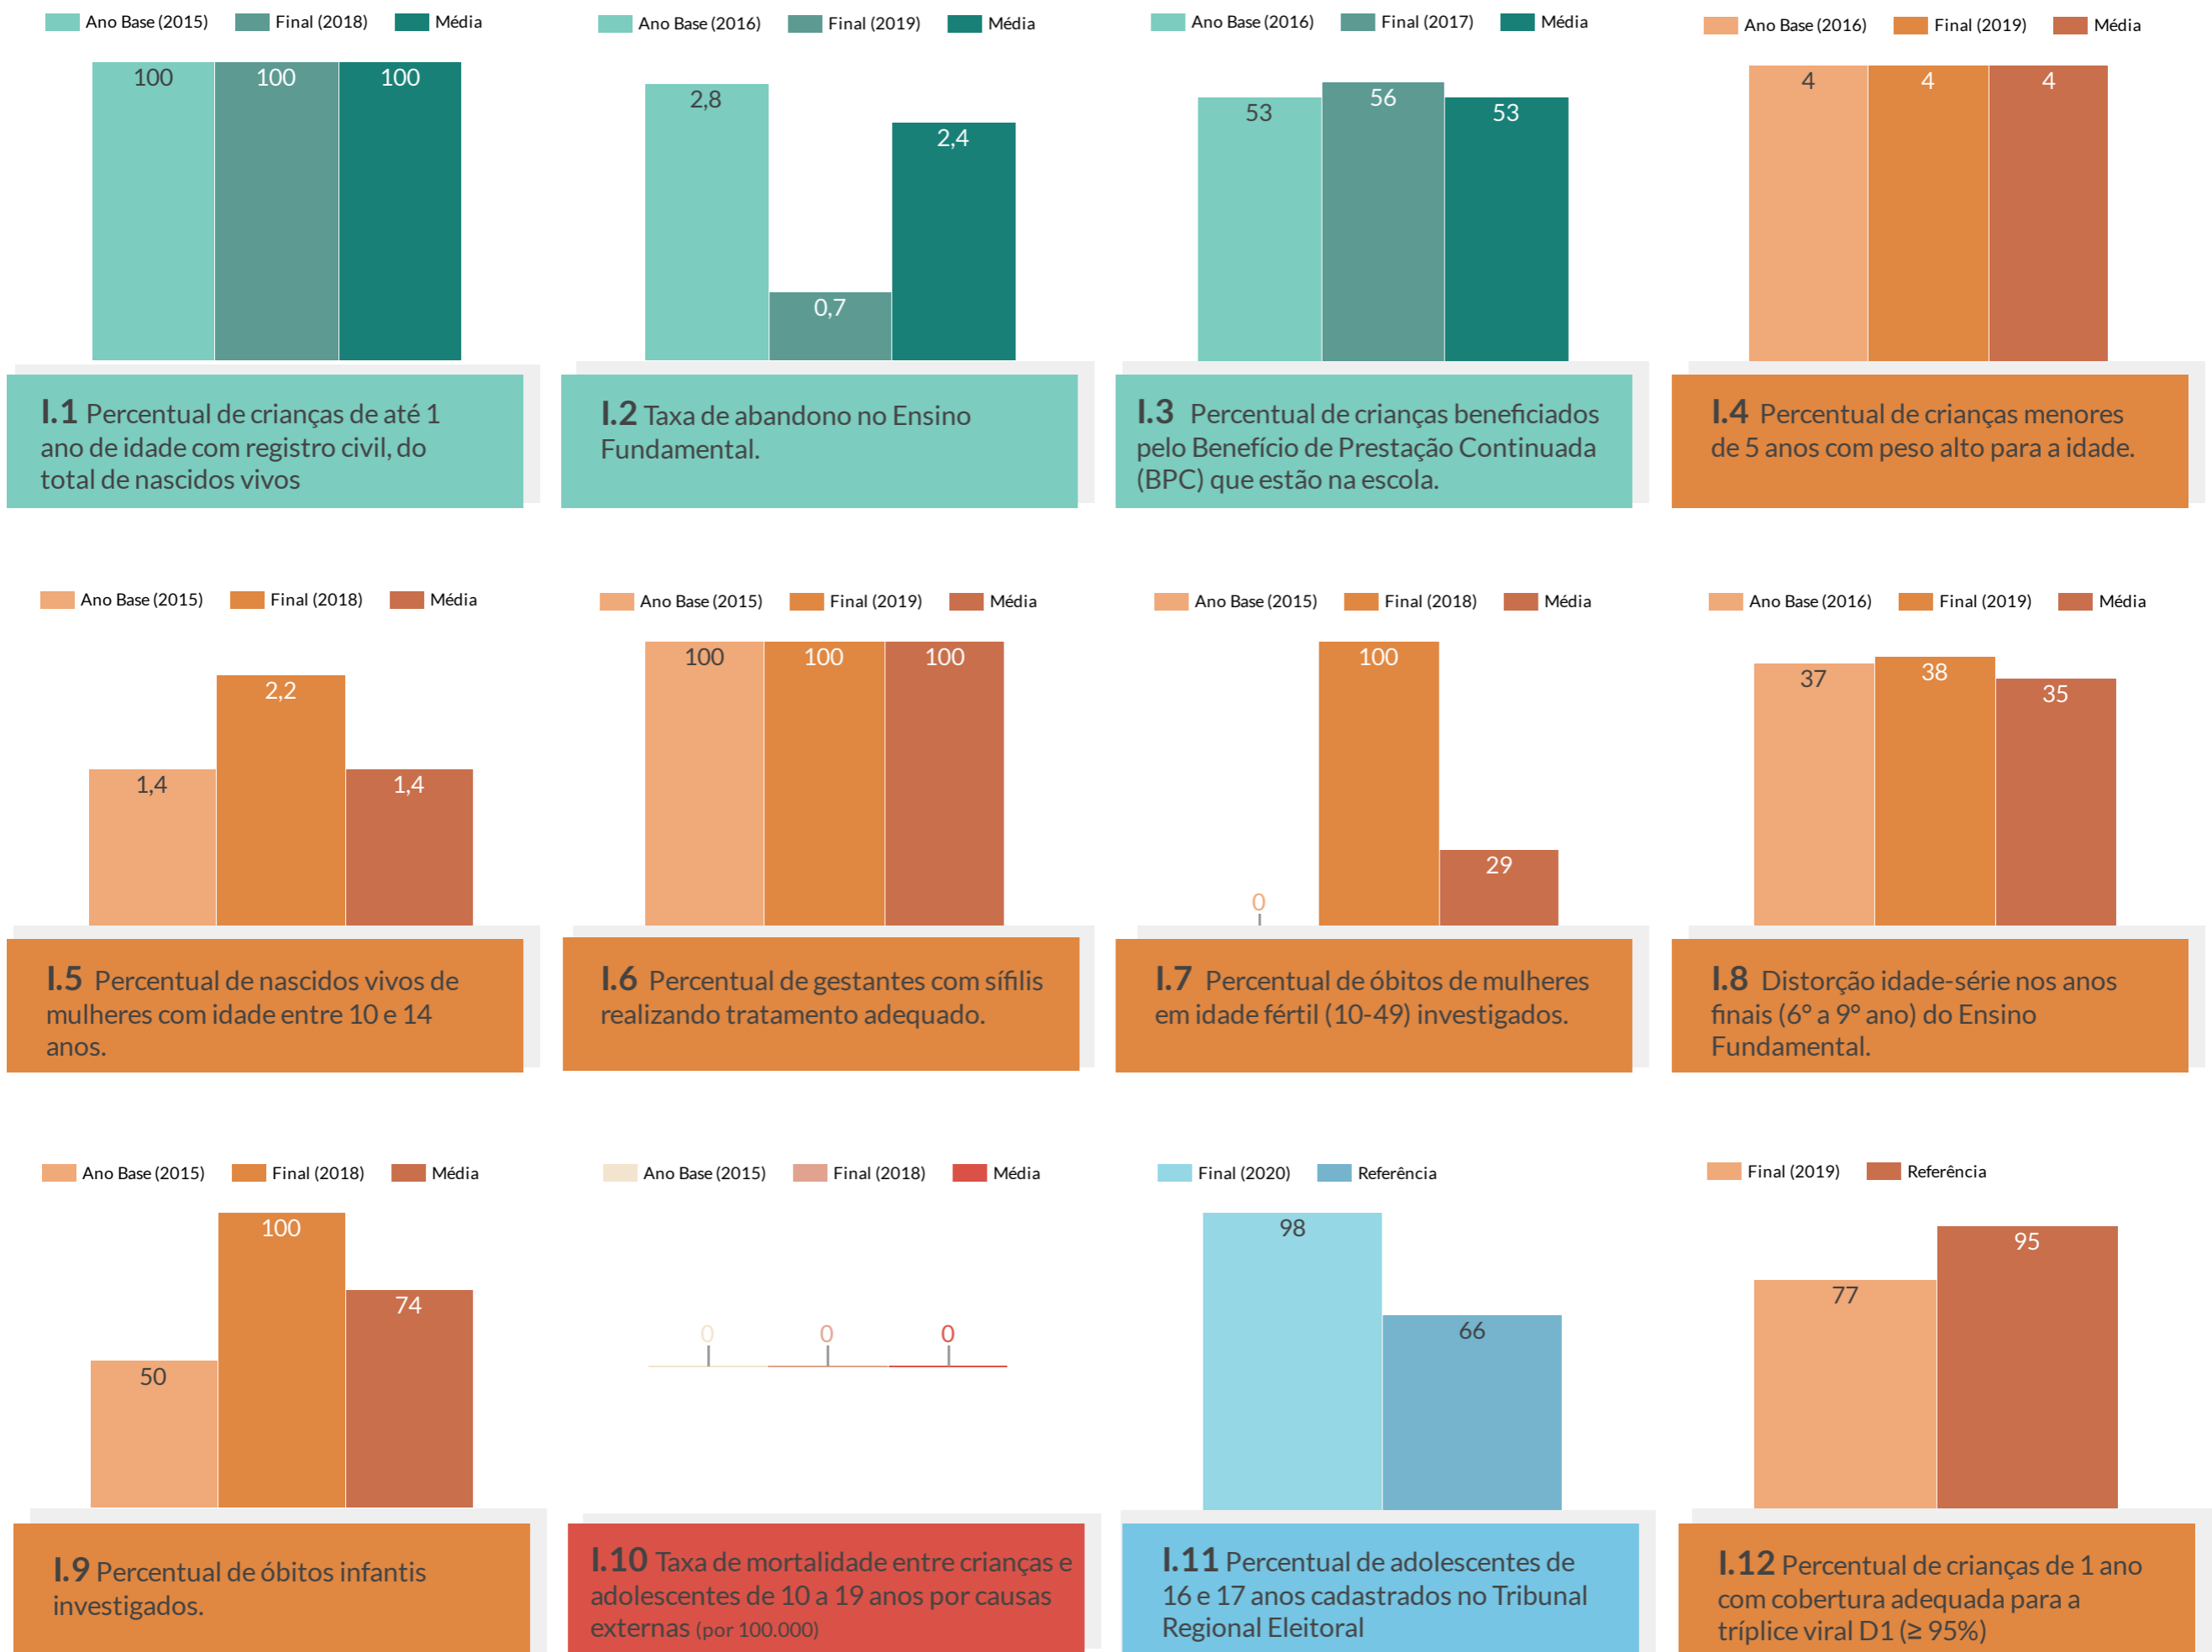 Ano Base (2015) Final (2018) Média
100 100 100
I.1 Percentual de crianças de até 1
ano de idade com registro civil, do
total de nascidos vivos
Ano Base (2016) Final (2019) Média
2,8 0,7 2,4
I.2 Taxa de abandono no Ensino
Fundamental.
Ano Base (2016) Final (2017) Média
53 56 53
I.3 Percentual de crianças beneficiados
pelo Benefício de Prestação Continuada
(BPC) que estão na escola.
Ano Base (2016) Final (2019) Média
4 4 4
I.4 Percentual de crianças menores
de 5 anos com peso alto para a idade.
Ano Base (2015) Final (2018) Média
1,4 2,2 1,4
I.5 Percentual de nascidos vivos de
mulheres com idade entre 10 e 14
anos.
Ano Base (2015) Final (2019) Média
100 100 100
I.6 Percentual de gestantes com sífilis
realizando tratamento adequado.
Ano Base (2015) Final (2018) Média
0 100 29
I.7 Percentual de óbitos de mulheres
em idade fértil (10-49) investigados.
Ano Base (2016) Final (2019) Média
37 38 35
I.8 Distorção idade-série nos anos
finais (6° a 9° ano) do Ensino
Fundamental.
Ano Base (2015) Final (2018) Média
50 100 74
I.9 Percentual de óbitos infantis
investigados.
Ano Base (2015) Final (2018) Média
0 0 0
I.10 Taxa de mortalidade entre crianças e
adolescentes de 10 a 19 anos por causas
externas (por 100.000)
Final (2020) Referência
98 66
I.11 Percentual de adolescentes de
16 e 17 anos cadastrados no Tribunal
Regional Eleitoral
Final (2019) Referência
77 95
I.12 Percentual de crianças de 1 ano
com cobertura adequada para a
tríplice viral D1 (≥ 95%)